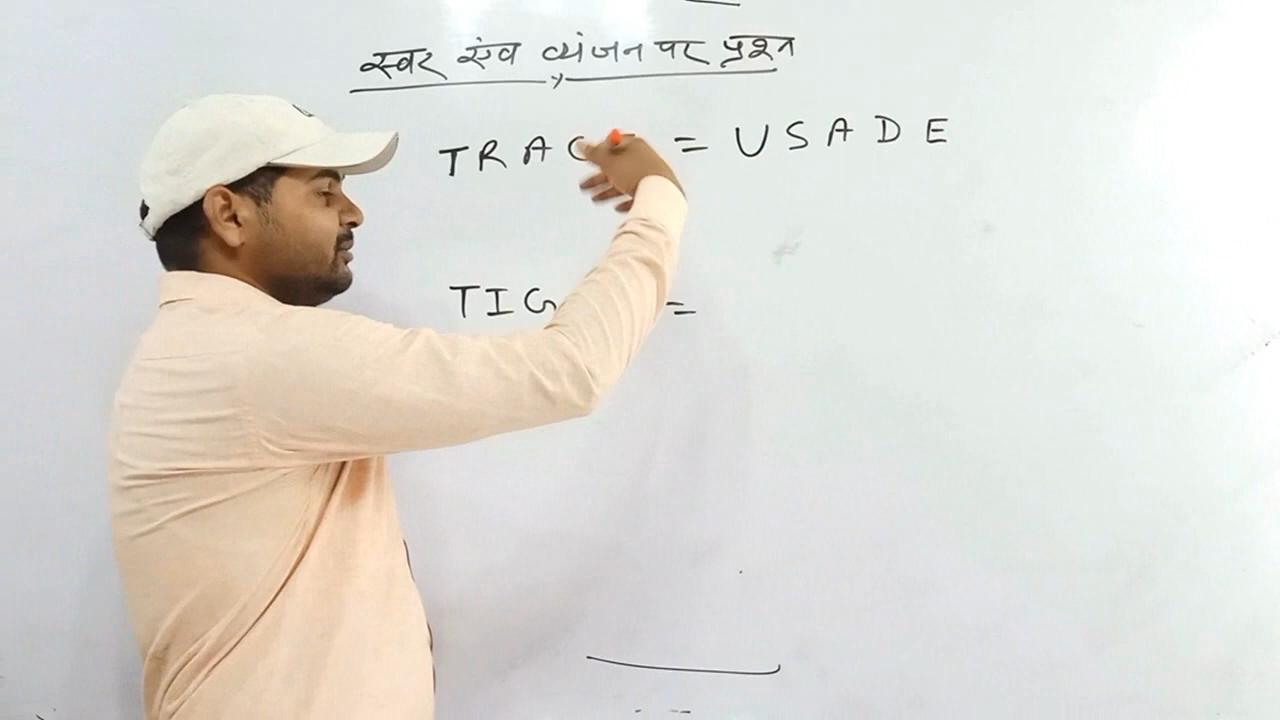 स्वर एंव व्यंजन पर प्रश्न
TRAC = USADE
TIG =